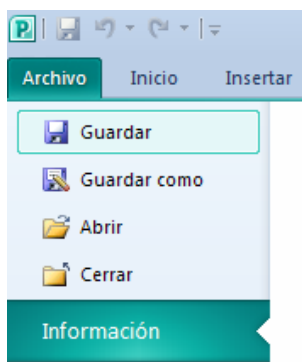 P
Archivo Inicio Insertar
Guardar
Guardar como
Abrir
Cerrar
Información